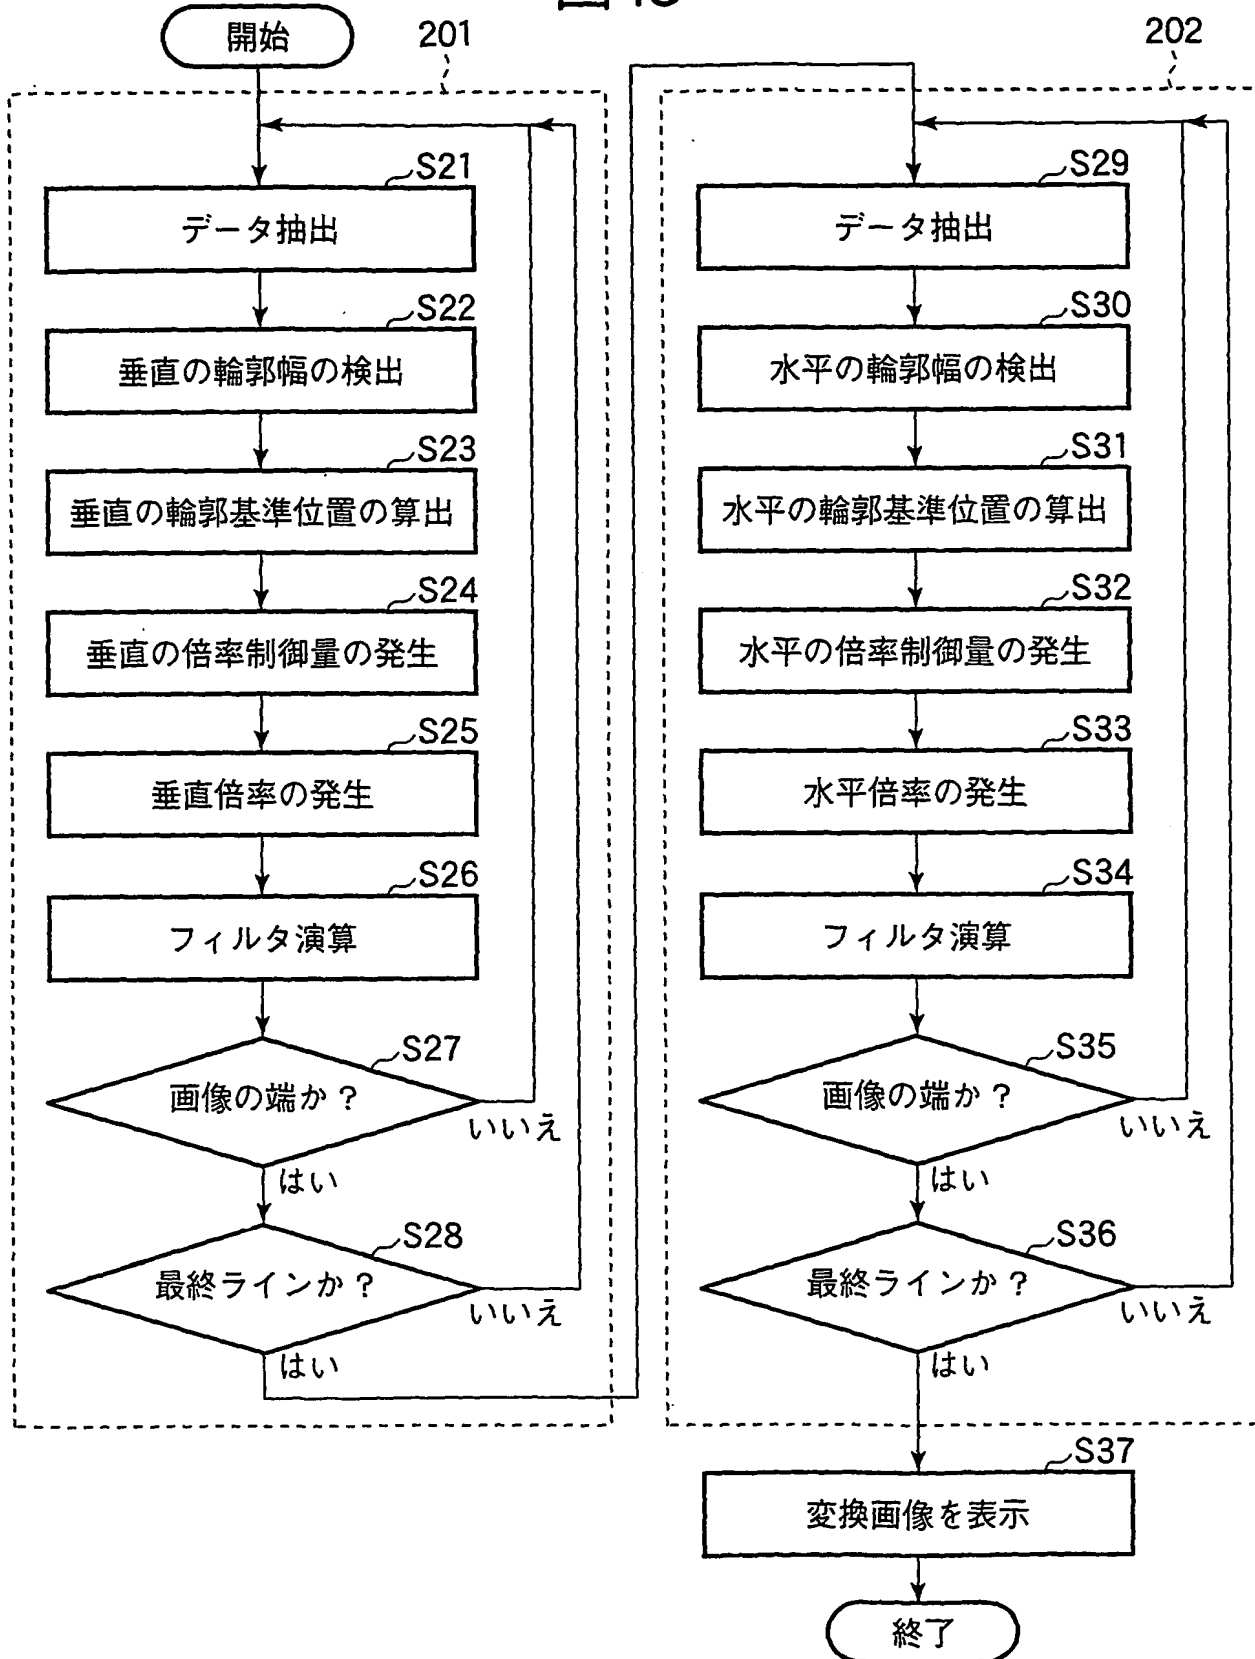 開始
201
S21
データ抽出
S22
垂直の輪郭幅の検出
S23
垂直の輪郭基準位置の算出
S24
垂直の倍率制御量の発生
S25
垂直倍率の発生
S26
フィルタ演算
S27
画像の端か?
いいえ
はい
S28
最終ラインか?
いいえ
はい
202
S29
データ抽出
S30
水平の輪郭幅の検出
S31
水平の輪郭基準位置の算出
S32
水平の倍率制御量の発生
S33
水平倍率の発生
S34
フィルタ演算
S35
画像の端か?
いいえ
はい
S36
最終ラインか?
いいえ
はい
S37
変換画像を表示
終了